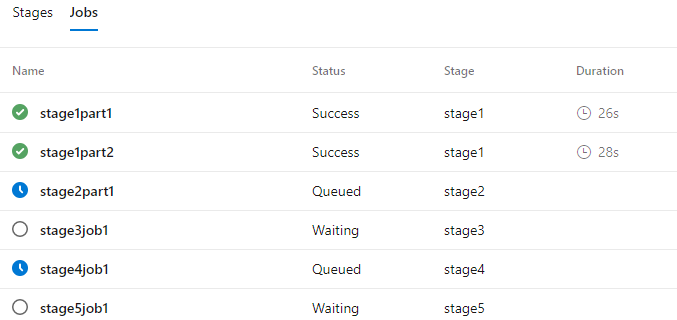 Stages Jobs
Name Status Stage Duration
stage1part1 Success stage1 26s
stage1part2 Success stage1 28s
stage2part1 Queued stage2
stage3job1 Waiting stage3
stage4job1 Queued stage4
stage5job1 Waiting stage5